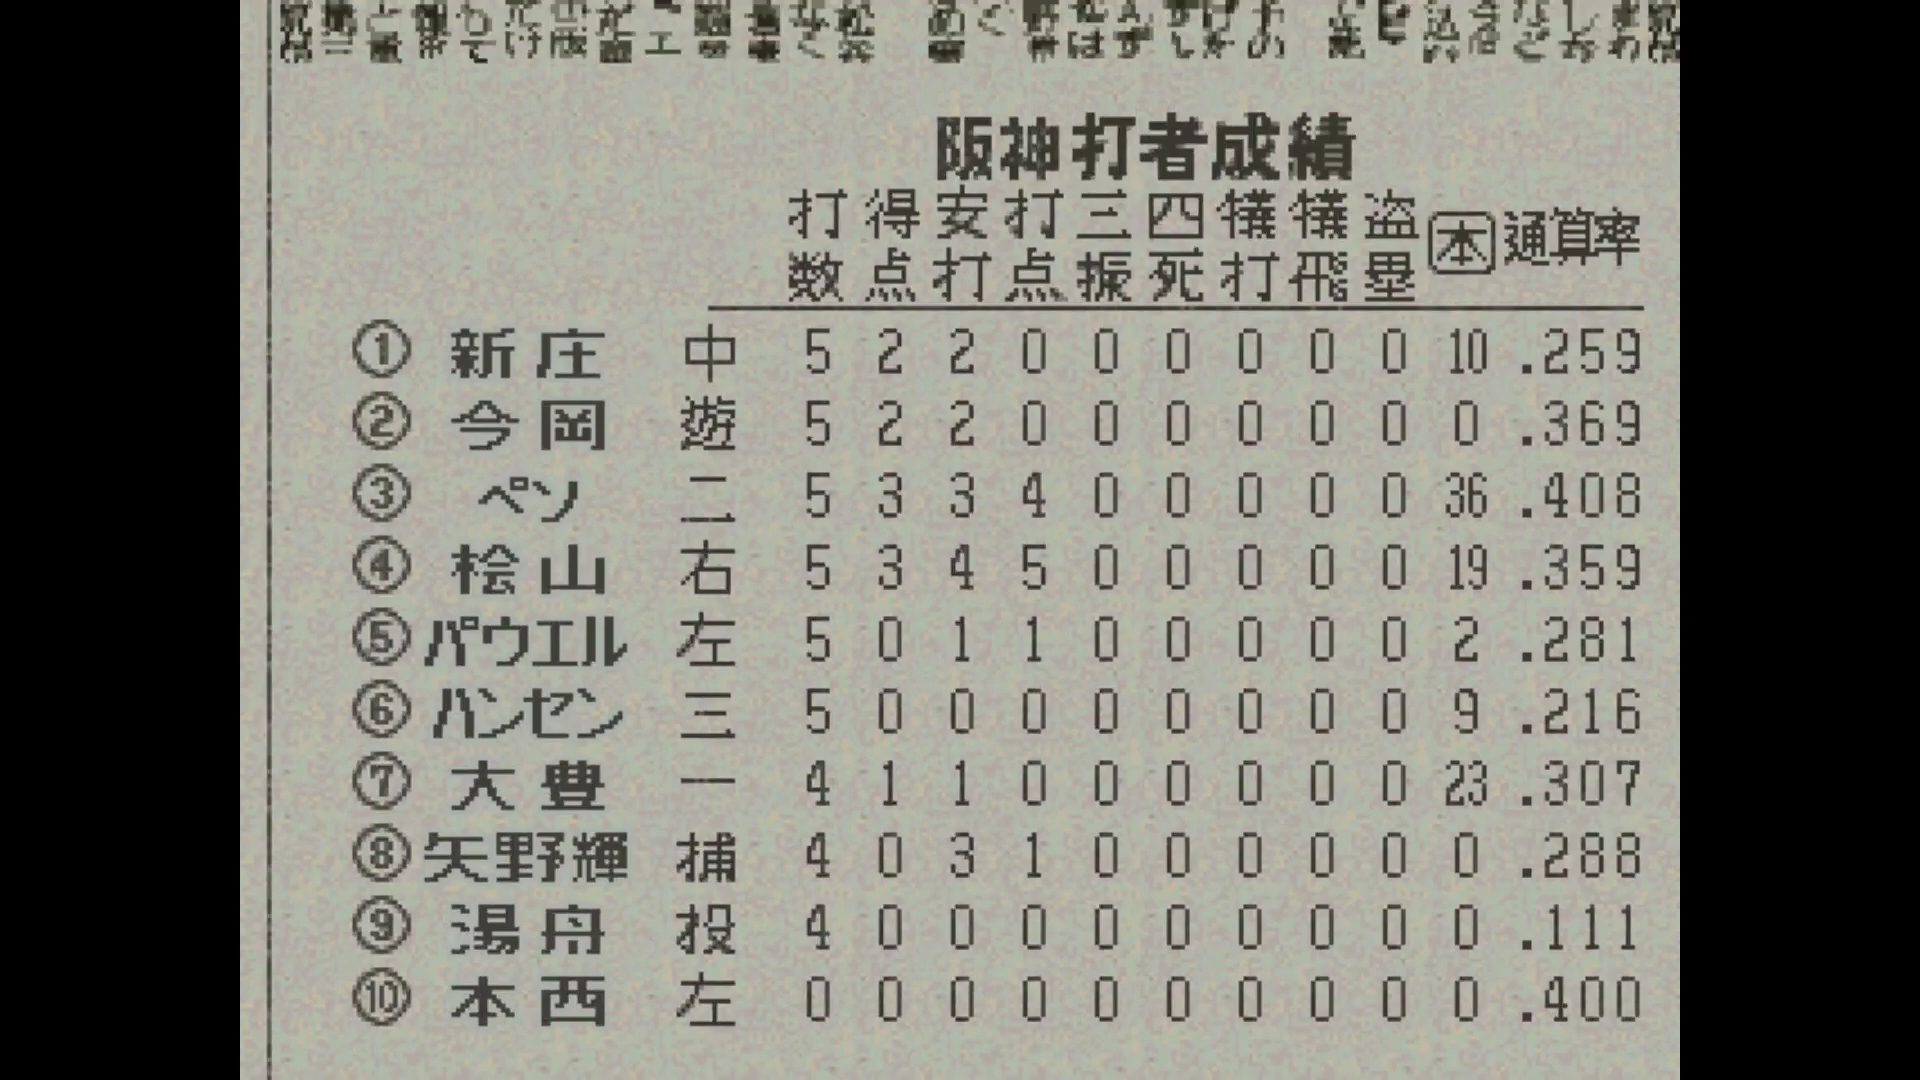 阪神打者成績
打数 得点 安打 打点 三振 四死 犠打 犠飛 盗塁 本 通算率
① 新庄 中 5 2 2 0 0 0 0 0 0 10 .259
② 今岡 遊 5 2 2 0 0 0 0 0 0 0 .369
③ ペソ 二 5 3 3 4 0 0 0 0 0 36 .408
④ 桧山 右 5 3 4 5 0 0 0 0 0 19 .359
⑤ パウエル 左 5 0 1 1 0 0 0 0 0 2 .281
⑥ ハンセン 三 5 0 0 0 0 0 0 0 0 9 .216
⑦ 大豊 一 4 1 1 0 0 0 0 0 0 23 .307
⑧ 矢野輝 捕 4 0 3 1 0 0 0 0 0 0 .288
⑨ 湯舟 投 4 0 0 0 0 0 0 0 0 0 .111
⑩ 本西 左 0 0 0 0 0 0 0 0 0 0 .400